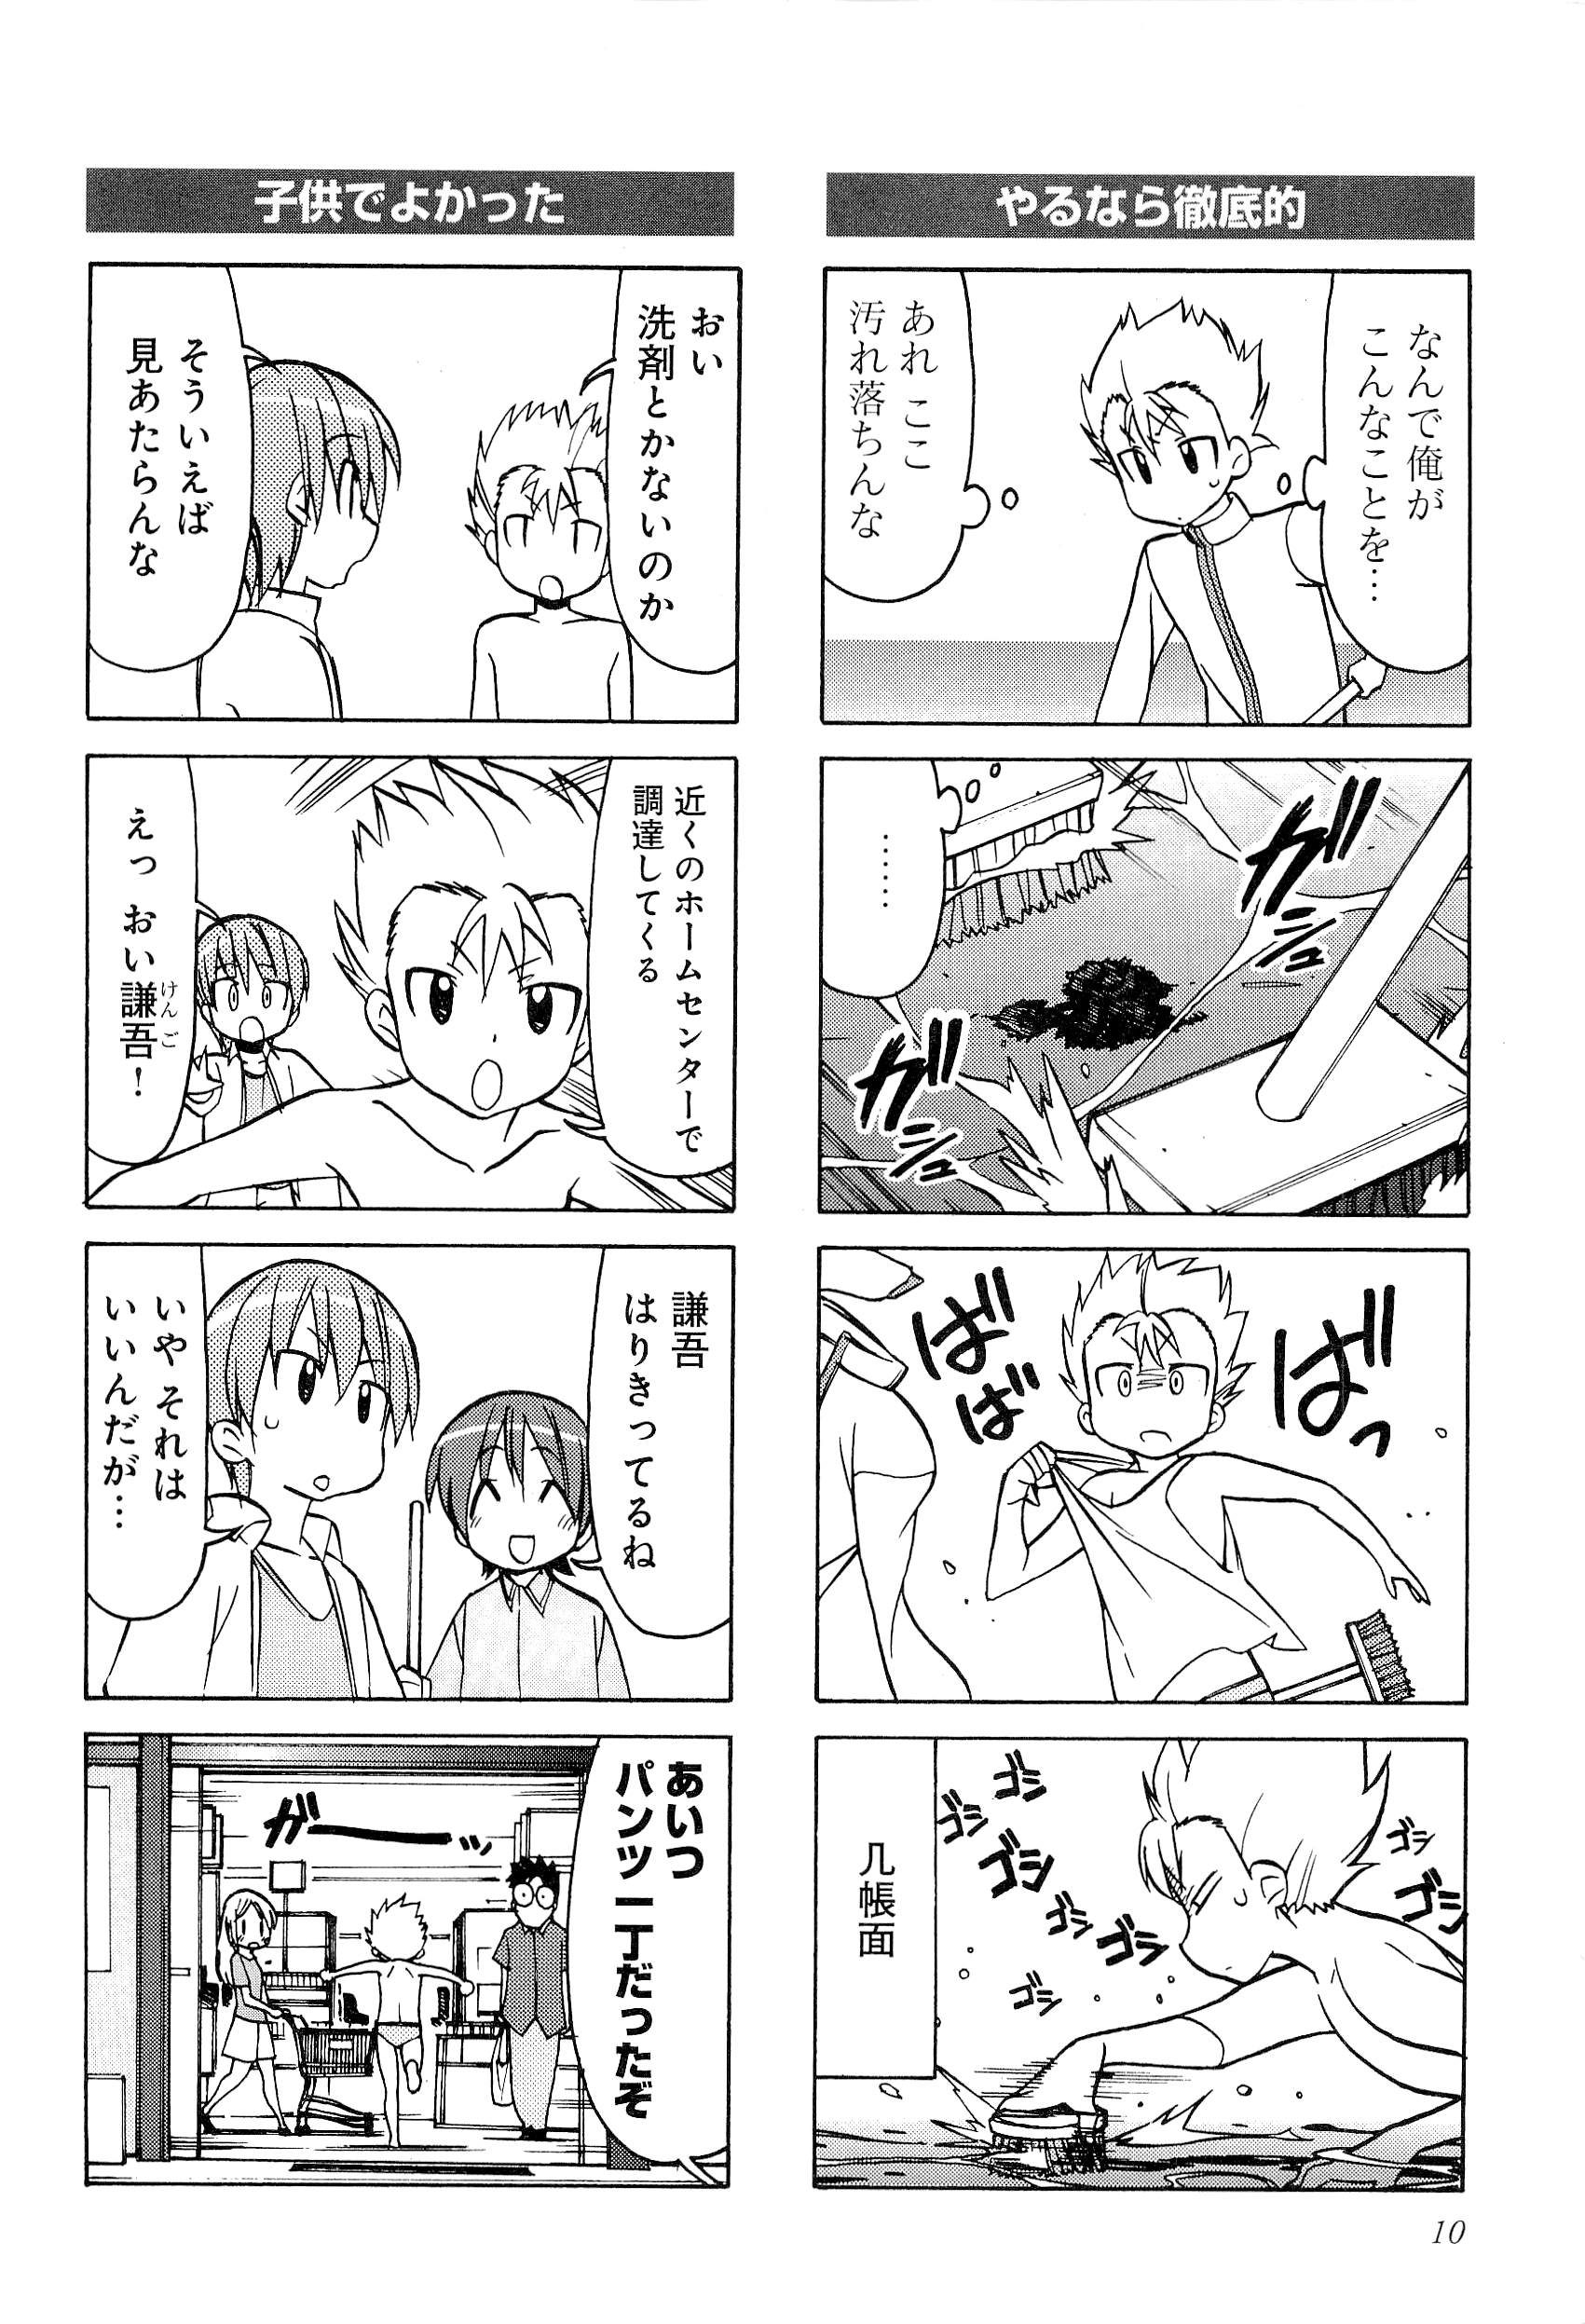 やるなら徹底的
なんで俺が
こんなことを…
あれ ここ
汚れ落ちんな
ガシュ
………
ガシュ
ばっ
ばば
ゴシ
ゴシ
ゴシ
ゴシ
ゴシ
ゴシ
ゴシ
ゴシ
几帳面
子供でよかった
おい
洗剤とかないのか
そういえば
見あたらんな
近くのホームセンターで
調達してくる
えっ おい謙吾！
けんご
謙吾
はりきってるね
いや それは
いいんだが…
あいつ
パンツ一丁だったぞ
ガーーッ
10